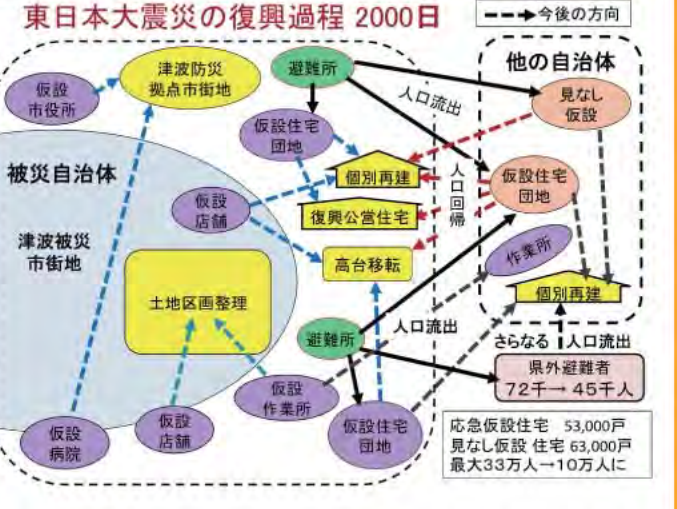 東日本大震災の復興過程 2000日
今後の方向
津波防災
拠点市街地
避難所
他の自治体
仮設
市役所
人口流出
見なし
仮設
仮設住宅
団地
被災自治体
個別再建
人口回帰
仮設住宅
団地
仮設
店舗
復興公営住宅
津波被災
市街地
高台移転
作業所
土地区画整理
個別再建
避難所
人口流出
さらなる 人口流出
仮設
作業所
県外避難者
72千→ 45千人
仮設
病院
仮設
店舗
仮設住宅
団地
応急仮設住宅 53,000戸
見なし仮設 住宅 63,000戸
最大33万人→10万人に